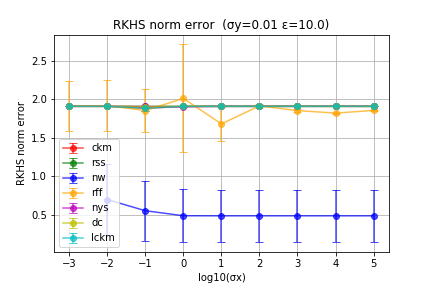 RKHS norm error  (σy=0.01 ε=10.0)
RKHS norm error
2.5
2.0
1.5
1.0
0.5
ckm
rss
nw
rff
nys
dc
lckm
−3 −2 −1 0 1 2 3 4 5
log10(σx)